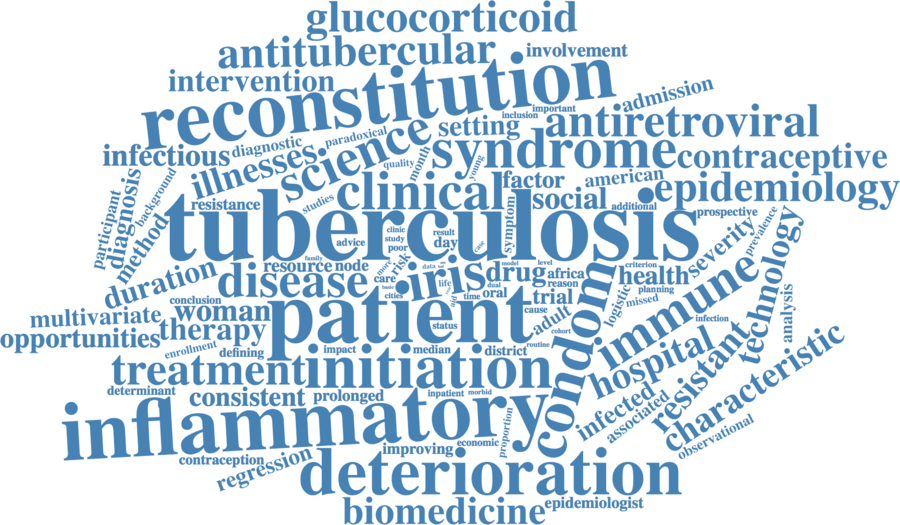 glucocorticoid
antitubercular
involvement
intervention
reconstitution
important
admission
inclusion
setting
antiretroviral
infectious
diagnostic
paradoxical
science
illnesses
quality
month
syndrome
young
contraceptive
participant
diagnosis
background
method
resistance
studies
clinical
factor
american
social
additional
epidemiology
prospective
prevalence
tuberculosis
advice
clinic
study
poor
result
day
case
symptom
family
resource
node
more
risk
data
model
level
criterion
health
severity
technology
duration
disease
care
basic
iris
life
dual
drug
africa
reason
planning
conclusion
cities
aid
time
oral
trial
condom
logistic
missed
immune
analysis
multivariate
woman
patient
status
cause
adult
cohort
infection
opportunities
therapy
enrollment
defining
impact
median
district
routine
hospital
resistant
treatment
initiation
determinant
consistent
prolonged
inpatient
morbid
infected
associated
characteristic
observational
inflammatory
proportion
economic
improving
contraception
regression
deterioration
biomedicine
epidemiologist